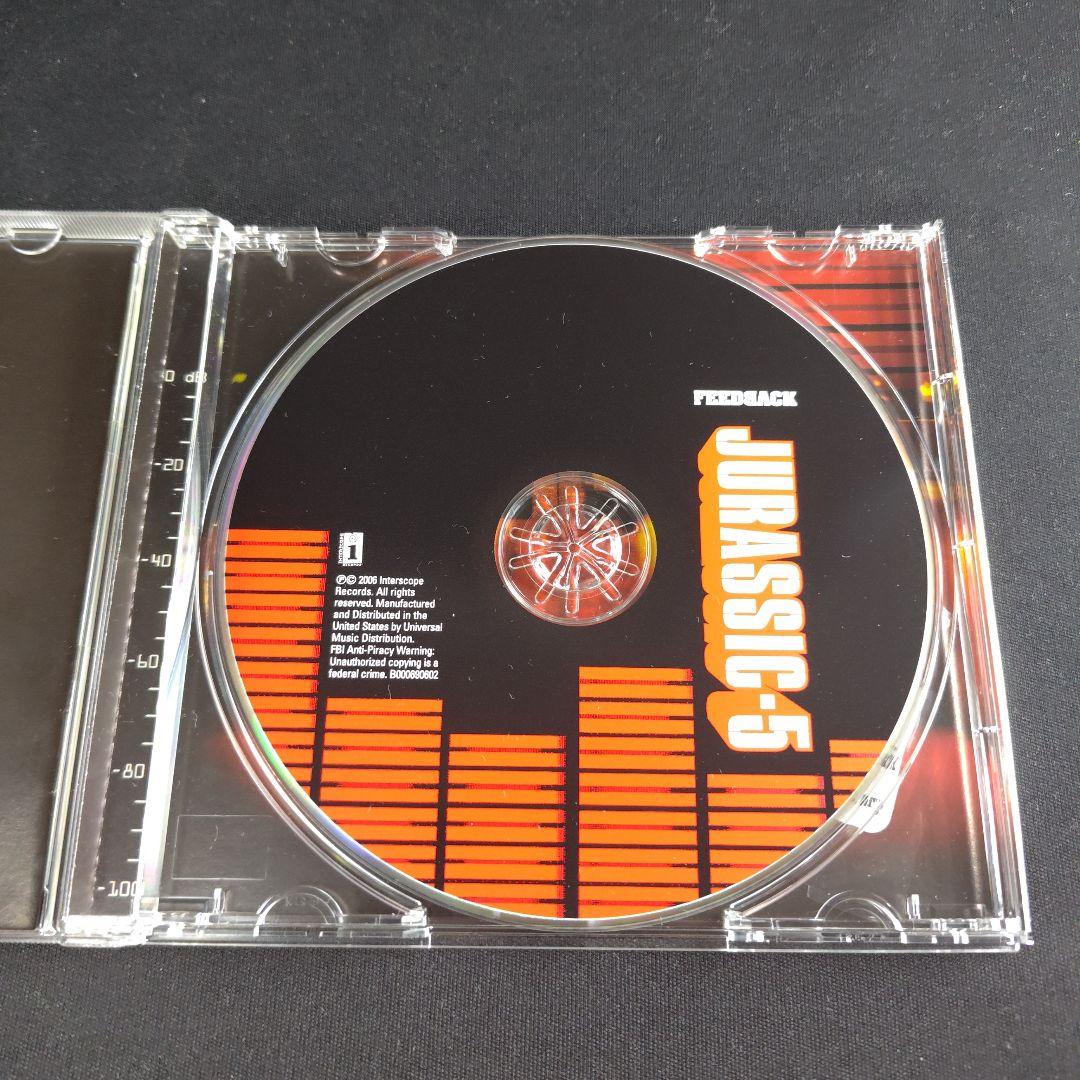 FEEDBACK
JURASSIC-5
0 dB
-20
-40
-60
-80
-100
i
℗© 2006 Interscope
Records. All rights
reserved. Manufactured
and Distributed in the
United States by Universal
Music Distribution.
FBI Anti-Piracy Warning:
Unauthorized copying is a
federal crime. B000690602